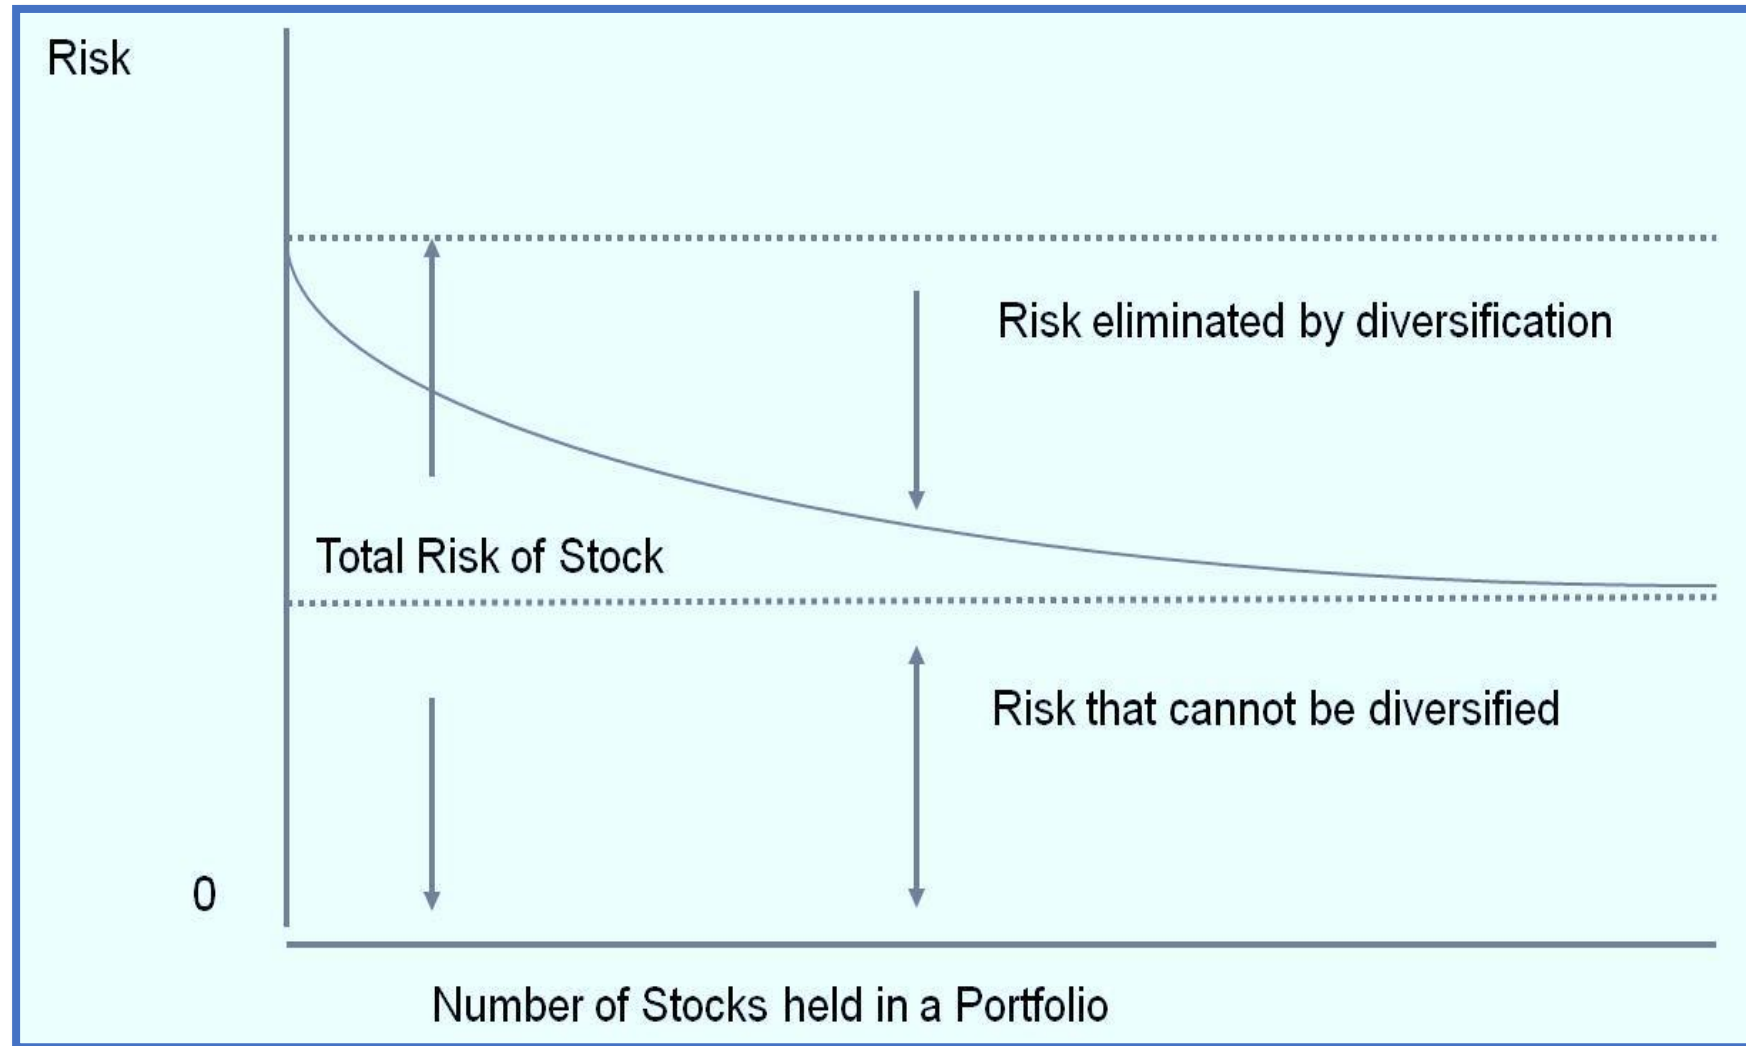 Risk
Risk eliminated by diversification
Total Risk of Stock
Risk that cannot be diversified
0
Number of Stocks held in a Portfolio